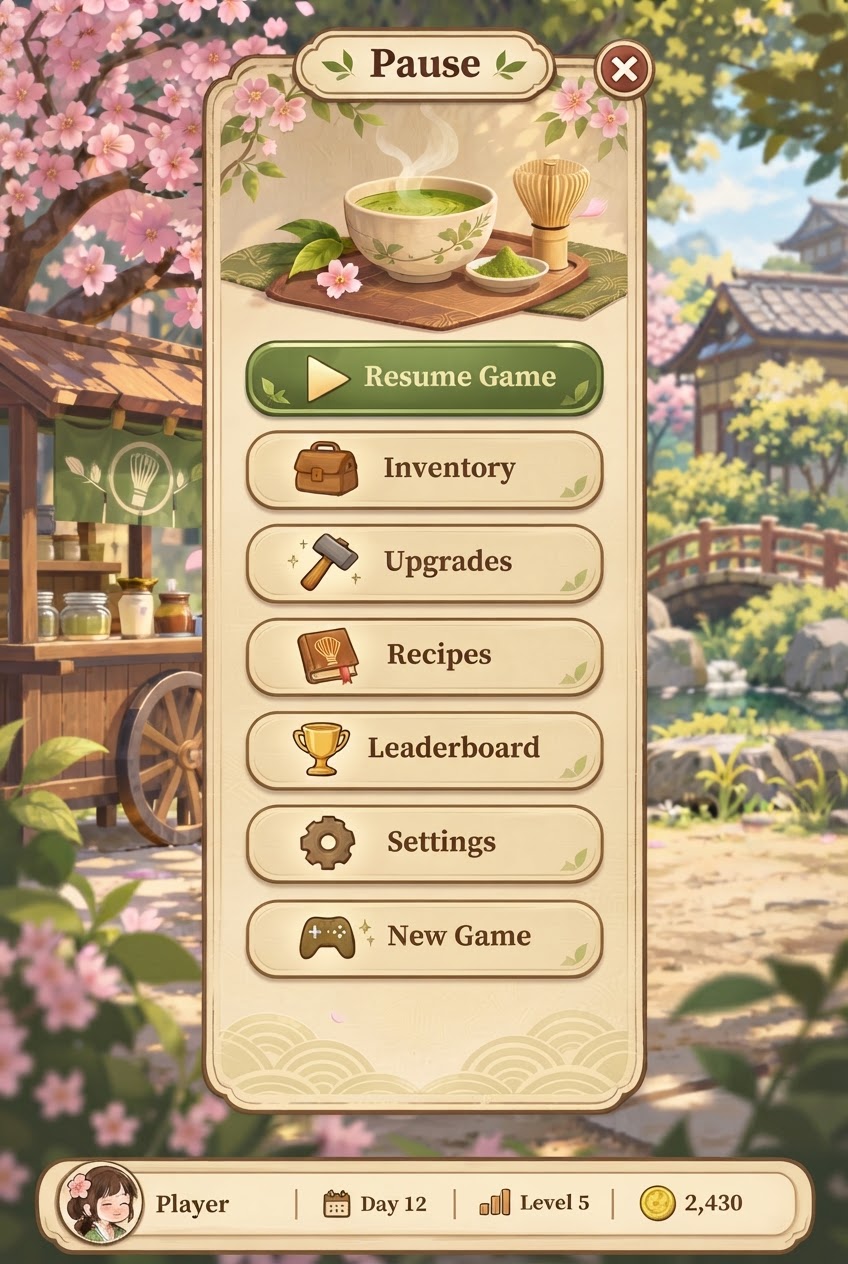 Pause
Resume Game
Inventory
Upgrades
Recipes
Leaderboard
Settings
New Game
Player
Day 12
Level 5
2,430